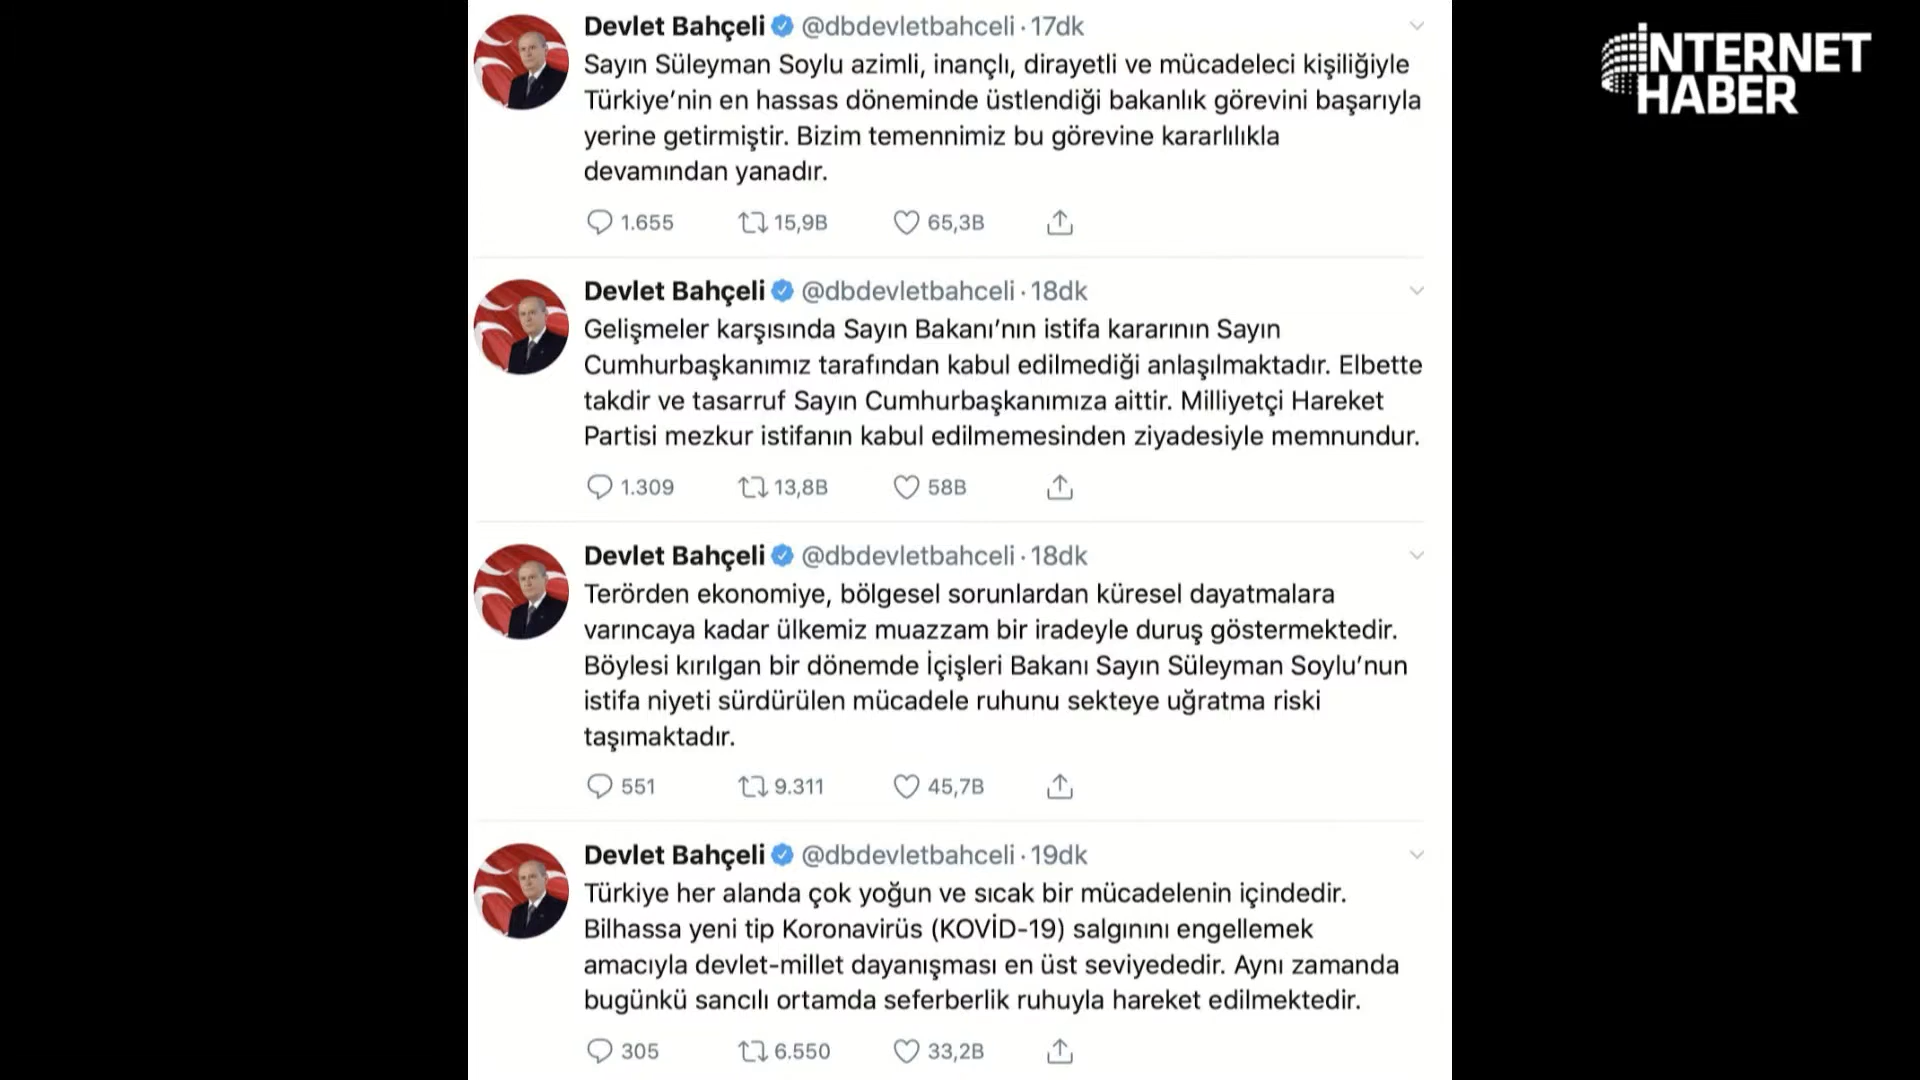 Devlet Bahçeli @dbdevletbahceli · 17dk
Sayın Süleyman Soylu azimli, inançlı, dirayetli ve mücadeleci kişiliğiyle
Türkiye’nin en hassas döneminde üstlendiği bakanlık görevini başarıyla
yerine getirmiştir. Bizim temennimiz bu görevine kararlılıkla
devamından yanadır.
1.655 15,9B 65,3B
Devlet Bahçeli @dbdevletbahceli · 18dk
Gelişmeler karşısında Sayın Bakanı’nın istifa kararının Sayın
Cumhurbaşkanımız tarafından kabul edilmediği anlaşılmaktadır. Elbette
takdir ve tasarruf Sayın Cumhurbaşkanımıza aittir. Milliyetçi Hareket
Partisi mezkur istifanın kabul edilmemesinden ziyadesiyle memnundur.
1.309 13,8B 58B
Devlet Bahçeli @dbdevletbahceli · 18dk
Terörden ekonomiye, bölgesel sorunlardan küresel dayatmalara
varıncaya kadar ülkemiz muazzam bir iradeyle duruş göstermektedir.
Böylesi kırılgan bir dönemde İçişleri Bakanı Sayın Süleyman Soylu’nun
istifa niyeti sürdürülen mücadele ruhunu sekteye uğratma riski
taşımaktadır.
551 9.311 45,7B
Devlet Bahçeli @dbdevletbahceli · 19dk
Türkiye her alanda çok yoğun ve sıcak bir mücadelenin içindedir.
Bilhassa yeni tip Koronavirüs (KOVİD-19) salgınını engellemek
amacıyla devlet-millet dayanışması en üst seviyededir. Aynı zamanda
bugünkü sancılı ortamda seferberlik ruhuyla hareket edilmektedir.
305 6.550 33,2B
İNTERNET
HABER